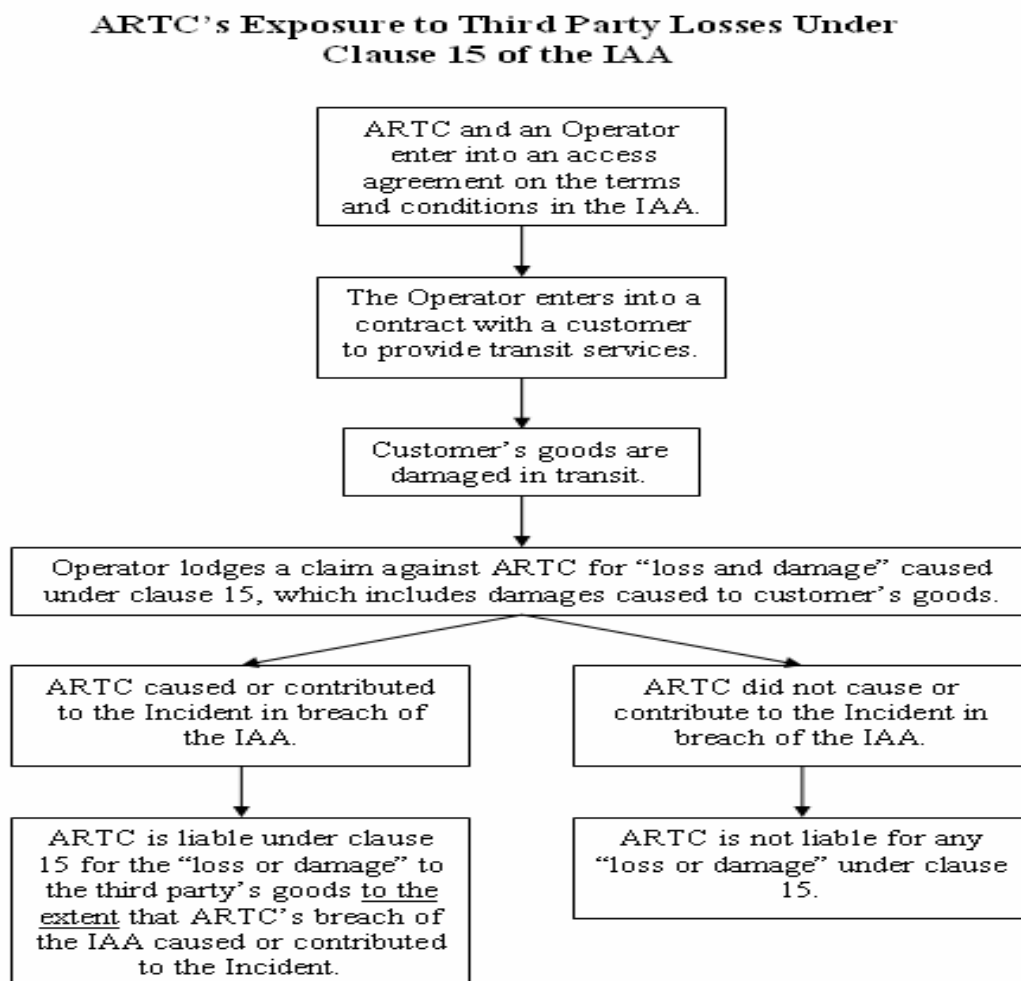 ARTC’s Exposure to Third Party Losses Under
Clause 15 of the IAA
ARTC and an Operator
enter into an access
agreement on the terms
and conditions in the IAA.
The Operator enters into a
contract with a customer
to provide transit services.
Customer’s goods are
damaged in transit.
Operator lodges a claim against ARTC for “loss and damage” caused
under clause 15, which includes damages caused to customer’s goods.
ARTC caused or contributed
to the Incident in breach of
the IAA.
ARTC did not cause or
contribute to the Incident in
breach of the IAA.
ARTC is liable under clause
15 for the “loss or damage” to
the third party’s goods to the
extent that ARTC’s breach of
the IAA caused or contributed
to the Incident.
ARTC is not liable for any
“loss or damage” under clause
15.